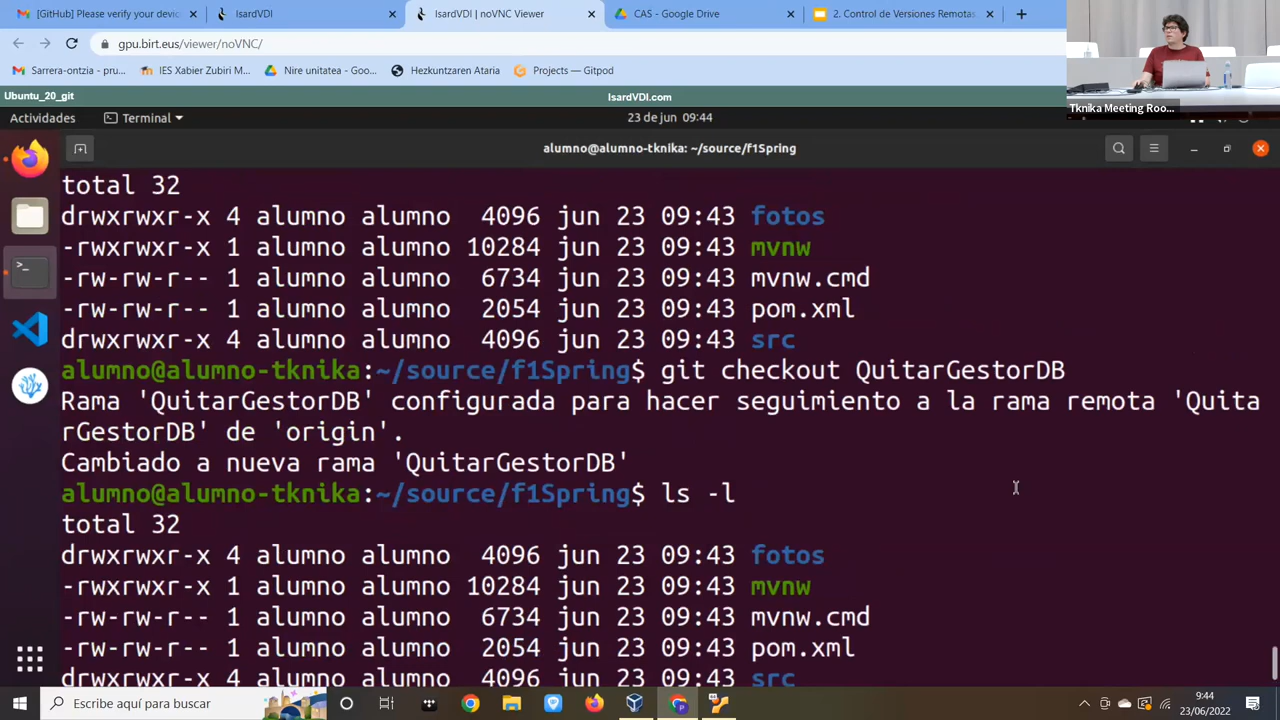 [GitHub] Please verify your devic
IsardVDI
IsardVDI | noVNC Viewer
CAS - Google Drive
2. Control de Versiones Remotas
gpu.birt.eus/viewer/noVNC/
Sarrera-ontzia - pru...
IES Xabier Zubiri M...
Nire unitatea - Goo...
Hezkuntzaren Ataria
Projects — Gitpod
Tknika Meeting Roo...
Ubuntu_20_git
IsardVDI.com
Actividades
Terminal
23 de jun 09:44
alumno@alumno-tknika: ~/source/f1Spring
total 32
drwxrwxr-x 4 alumno alumno 4096 jun 23 09:43 fotos
-rwxrwxr-x 1 alumno alumno 10284 jun 23 09:43 mvnw
-rw-rw-r-- 1 alumno alumno 6734 jun 23 09:43 mvnw.cmd
-rw-rw-r-- 1 alumno alumno 2054 jun 23 09:43 pom.xml
drwxrwxr-x 4 alumno alumno 4096 jun 23 09:43 src
alumno@alumno-tknika:~/source/f1Spring$ git checkout QuitarGestorDB
Rama 'QuitarGestorDB' configurada para hacer seguimiento a la rama remota 'Quita
rGestorDB' de 'origin'.
Cambiado a nueva rama 'QuitarGestorDB'
alumno@alumno-tknika:~/source/f1Spring$ ls -l
total 32
drwxrwxr-x 4 alumno alumno 4096 jun 23 09:43 fotos
-rwxrwxr-x 1 alumno alumno 10284 jun 23 09:43 mvnw
-rw-rw-r-- 1 alumno alumno 6734 jun 23 09:43 mvnw.cmd
-rw-rw-r-- 1 alumno alumno 2054 jun 23 09:43 pom.xml
drwxrwxr-x 4 alumno alumno 4096 jun 23 09:43 src
Escribe aquí para buscar
9:44
23/06/2022